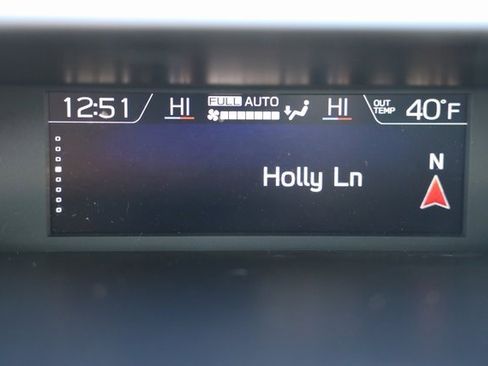 12:51 HI FULL AUTO HI OUT TEMP 40°F
N
Holly Ln